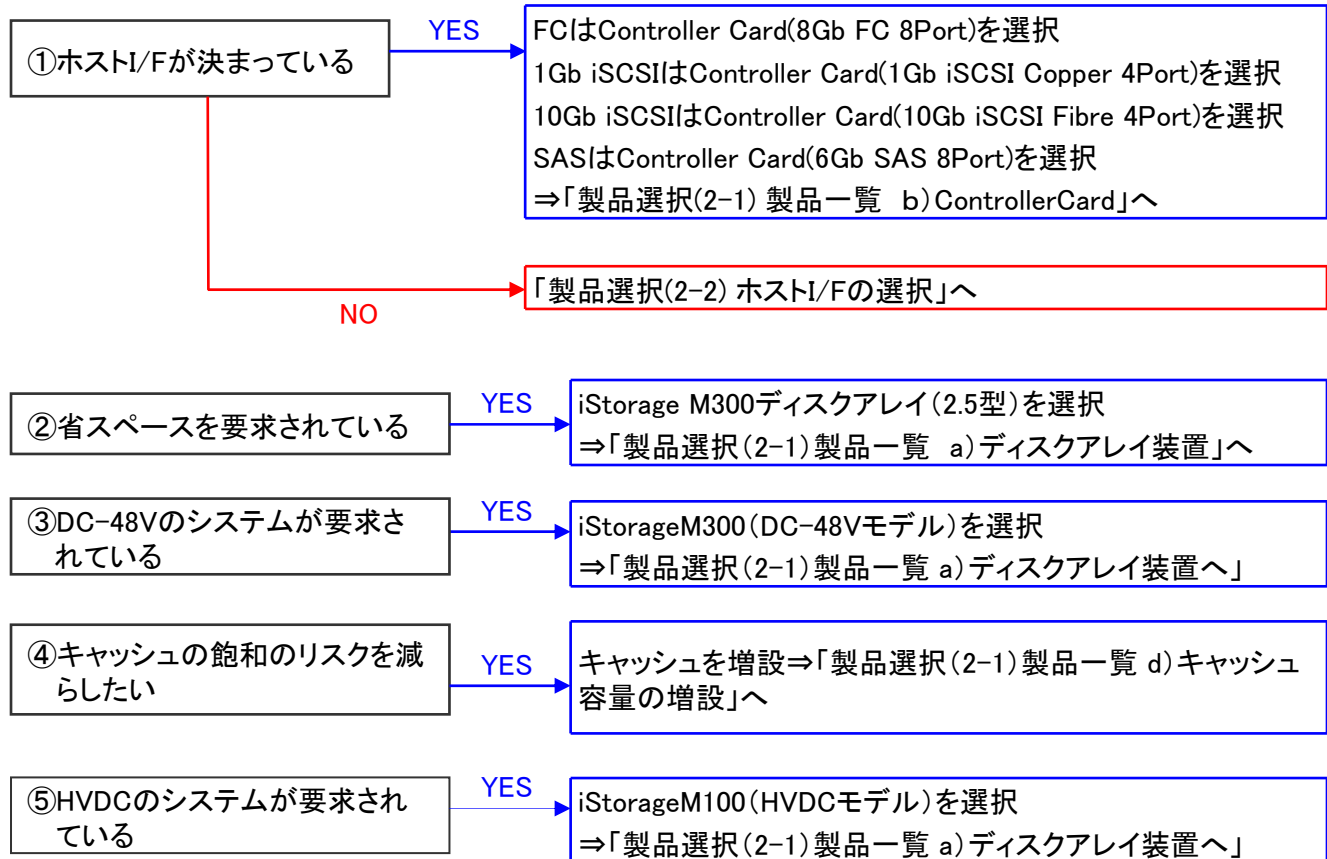 ①ホストI/Fが決まっている
YES
FCはController Card(8Gb FC 8Port)を選択
1Gb iSCSIはController Card(1Gb iSCSI Copper 4Port)を選択
10Gb iSCSIはController Card(10Gb iSCSI Fibre 4Port)を選択
SASはController Card(6Gb SAS 8Port)を選択
⇒「製品選択(2-1) 製品一覧 b)ControllerCard」へ
NO
「製品選択(2-2) ホストI/Fの選択」へ
②省スペースを要求されている
YES
iStorage M300ディスクアレイ(2.5型)を選択
⇒「製品選択(2-1)製品一覧 a)ディスクアレイ装置」へ
③DC-48Vのシステムが要求さ
れている
YES
iStorageM300(DC-48Vモデル)を選択
⇒「製品選択(2-1)製品一覧 a)ディスクアレイ装置へ」
④キャッシュの飽和のリスクを減
らしたい
YES
キャッシュを増設⇒「製品選択(2-1)製品一覧 d)キャッシュ
容量の増設」へ
⑤HVDCのシステムが要求され
ている
YES
iStorageM100(HVDCモデル)を選択
⇒「製品選択(2-1)製品一覧 a)ディスクアレイ装置へ」